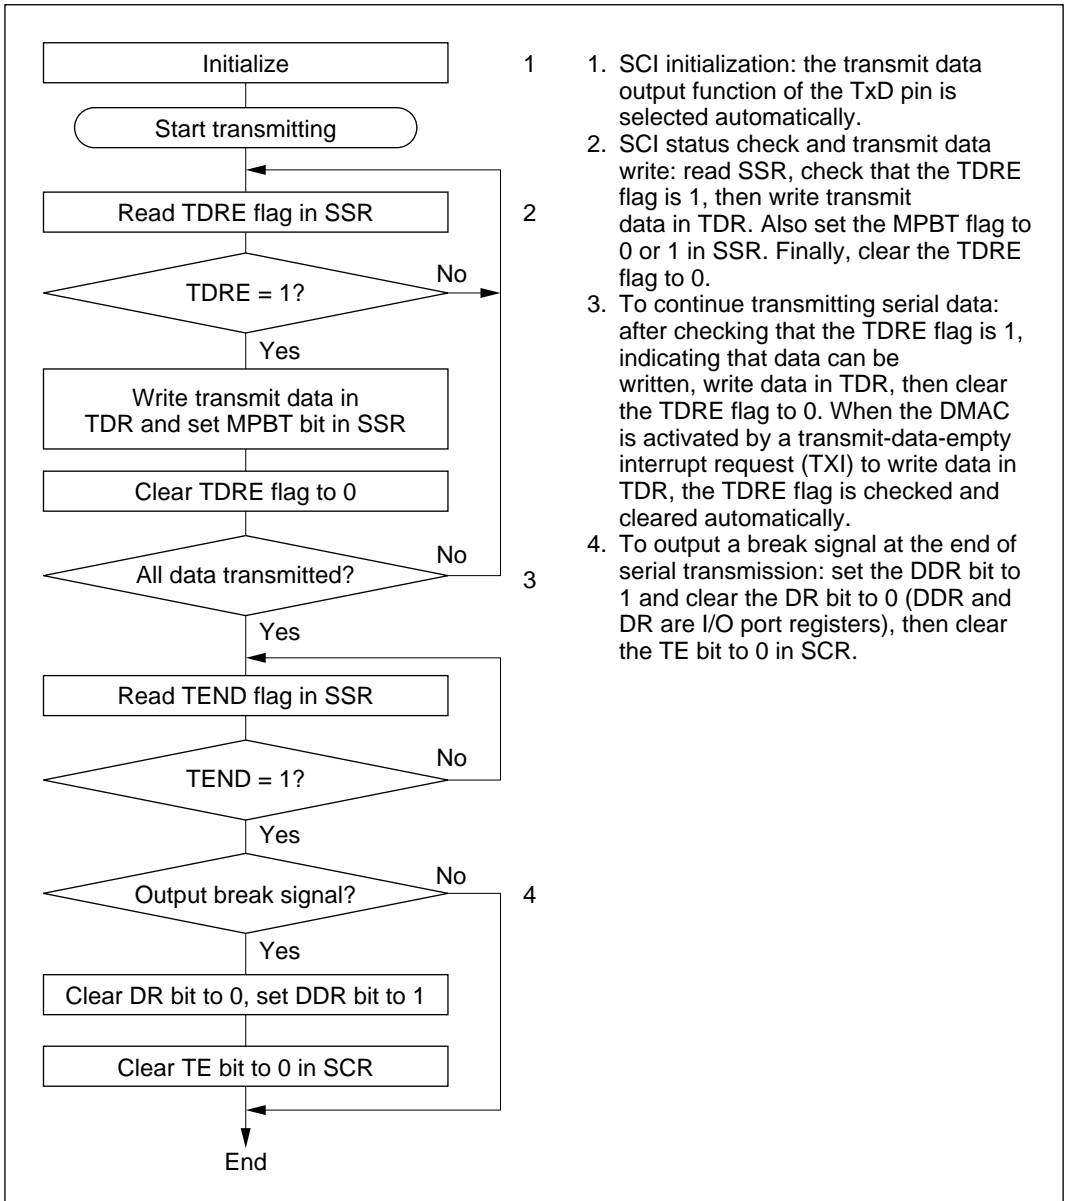 Initialize
1
Start transmitting
Read TDRE flag in SSR
2
TDRE = 1?
No
Yes
Write transmit data in
TDR and set MPBT bit in SSR
Clear TDRE flag to 0
All data transmitted?
No
3
Yes
Read TEND flag in SSR
TEND = 1?
No
Yes
Output break signal?
No
4
Yes
Clear DR bit to 0, set DDR bit to 1
Clear TE bit to 0 in SCR
End
1. SCI initialization: the transmit data
output function of the TxD pin is
selected automatically.
2. SCI status check and transmit data
write: read SSR, check that the TDRE
flag is 1, then write transmit
data in TDR. Also set the MPBT flag to
0 or 1 in SSR. Finally, clear the TDRE
flag to 0.
3. To continue transmitting serial data:
after checking that the TDRE flag is 1,
indicating that data can be
written, write data in TDR, then clear
the TDRE flag to 0. When the DMAC
is activated by a transmit-data-empty
interrupt request (TXI) to write data in
TDR, the TDRE flag is checked and
cleared automatically.
4. To output a break signal at the end of
serial transmission: set the DDR bit to
1 and clear the DR bit to 0 (DDR and
DR are I/O port registers), then clear
the TE bit to 0 in SCR.